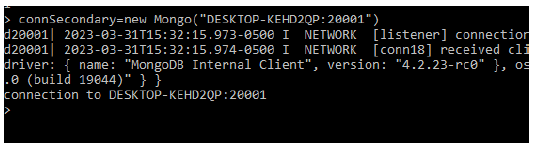 > connSecondary=new Mongo("DESKTOP-KEHD2QP:20001")
d20001| 2023-03-31T15:32:15.973-0500 I  NETWORK  [listener] connection
d20001| 2023-03-31T15:32:15.974-0500 I  NETWORK  [conn18] received cli
driver: { name: "MongoDB Internal Client", version: "4.2.23-rc0" }, os
.0 (build 19044)" } }
connection to DESKTOP-KEHD2QP:20001
>